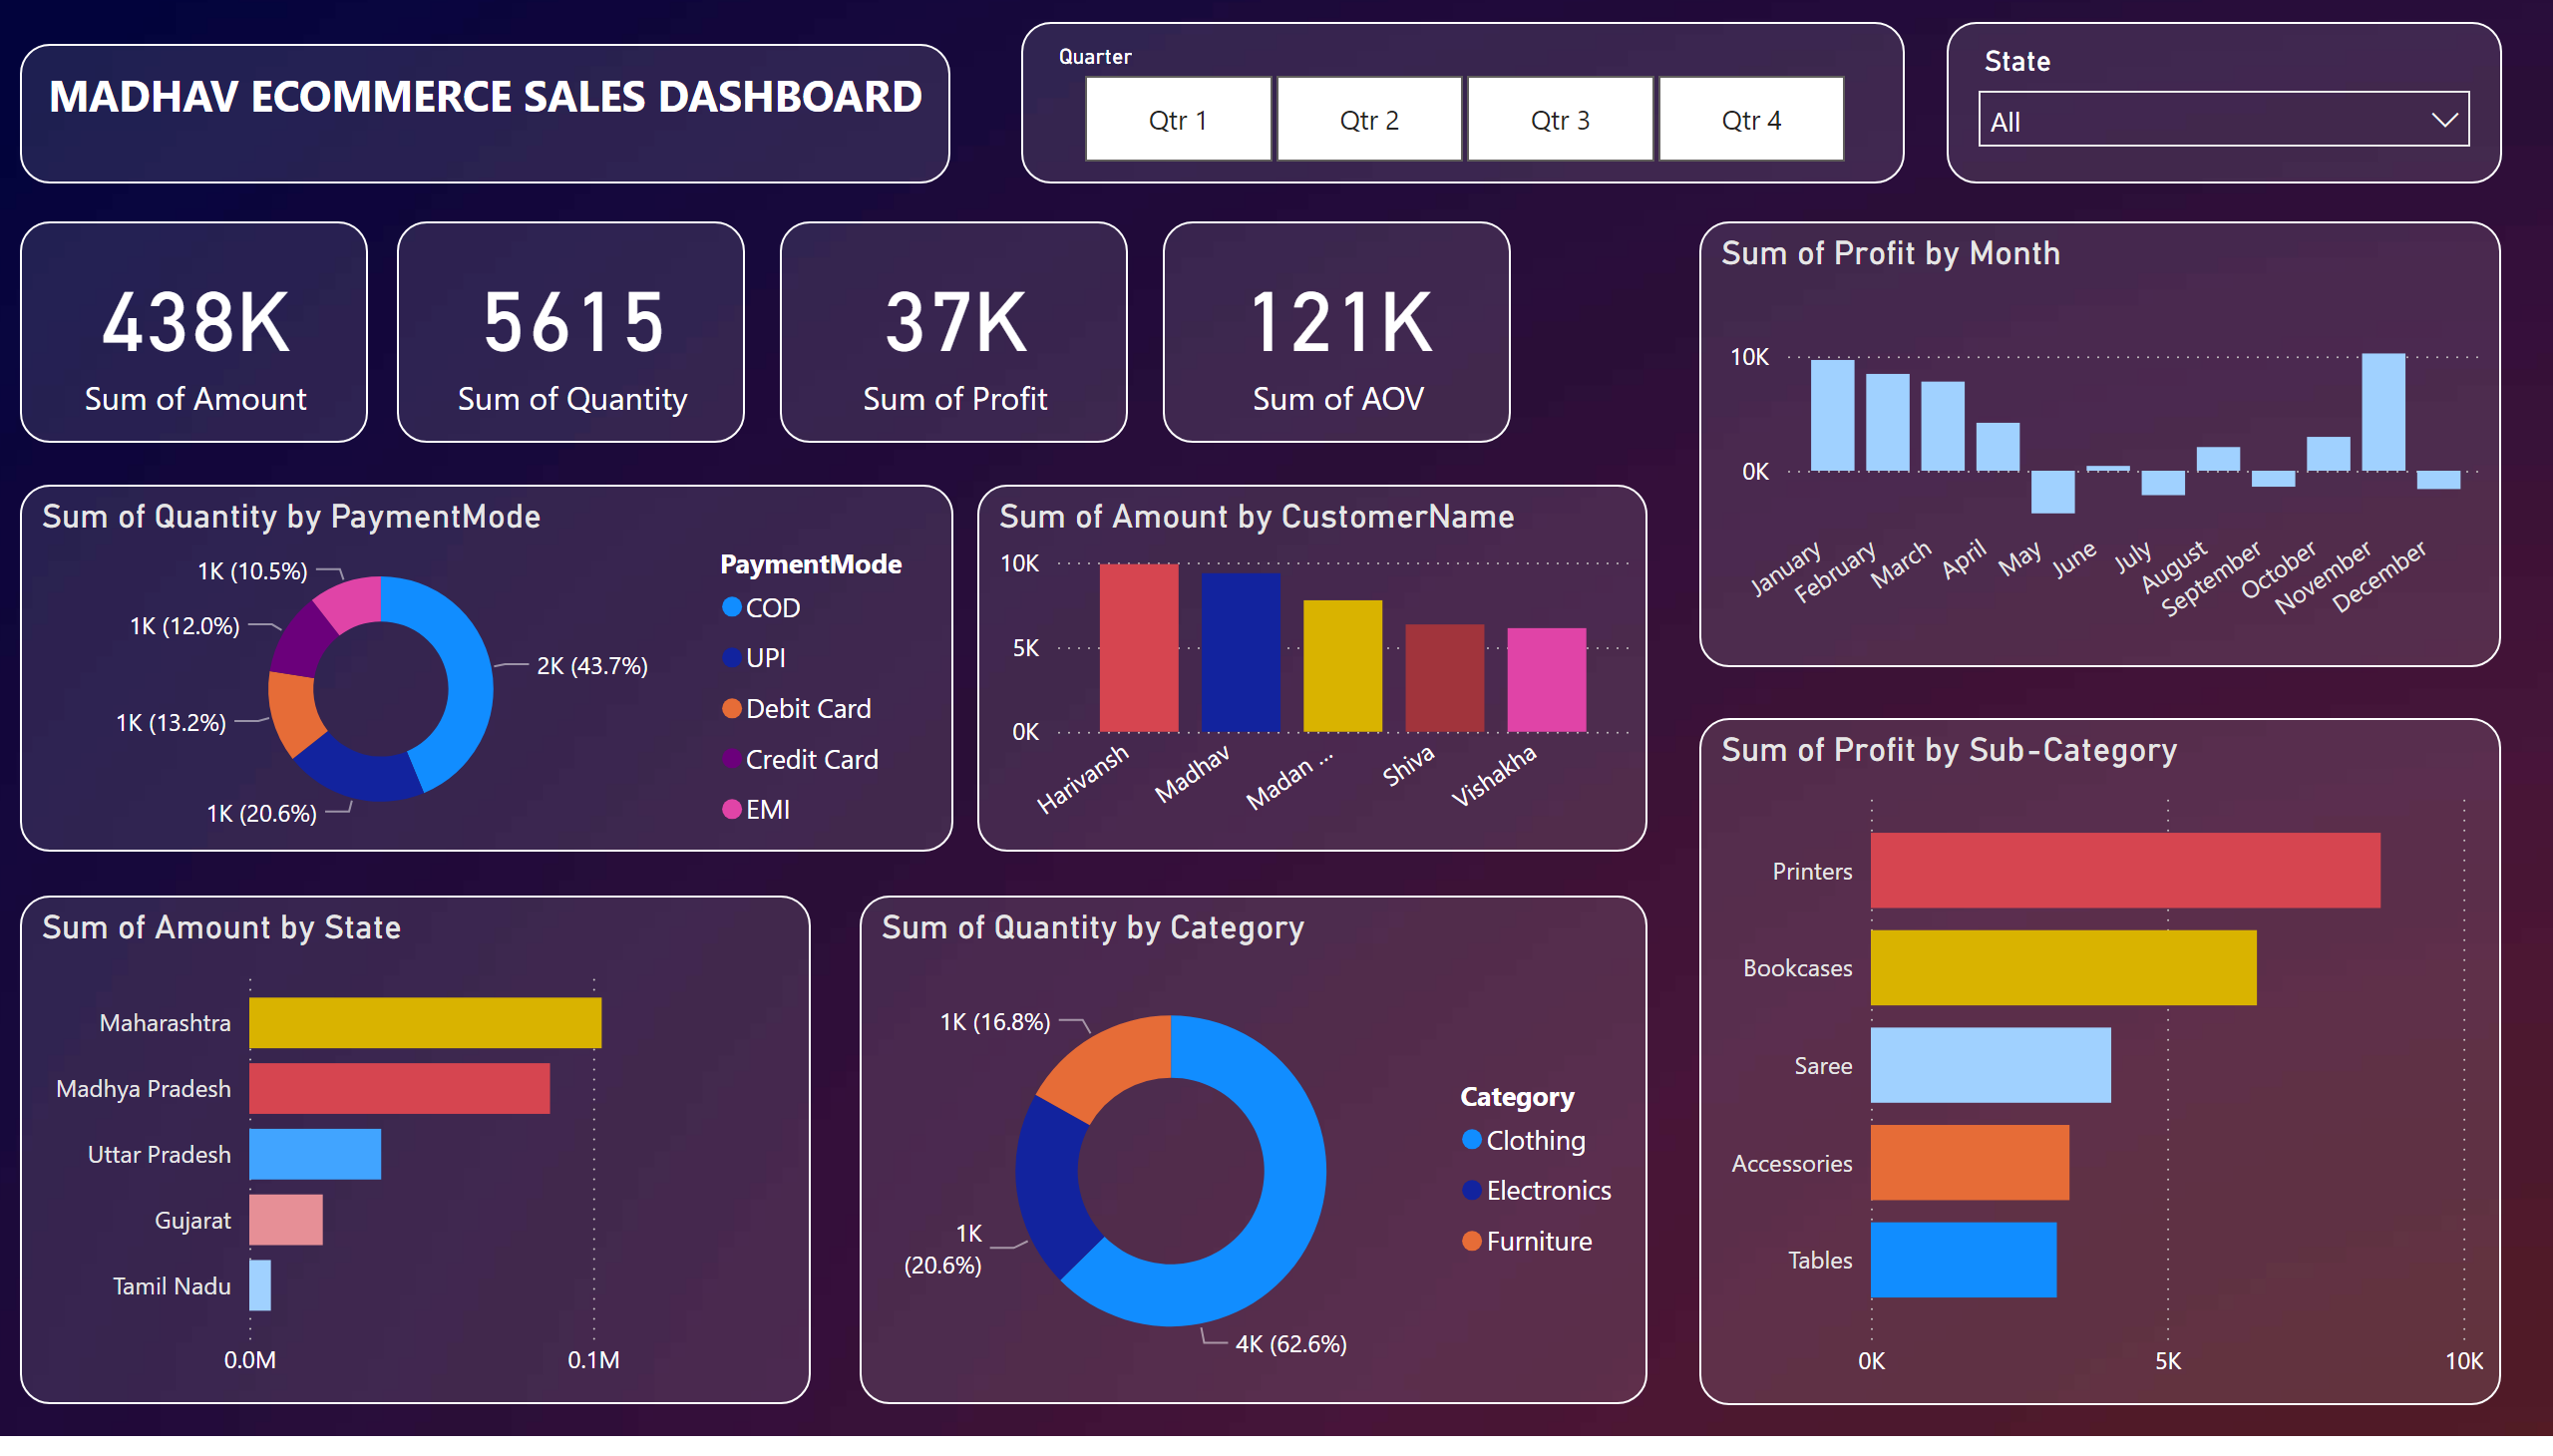 MADHAV ECOMMERCE SALES DASHBOARD
Quarter
Qtr 1
Qtr 2
Qtr 3
Qtr 4
State
All
438K
Sum of Amount
5615
Sum of Quantity
37K
Sum of Profit
121K
Sum of AOV
Sum of Profit by Month
10K
0K
January
February
March
April
May
June
July
August
September
October
November
December
Sum of Quantity by PaymentMode
1K (10.5%)
1K (12.0%)
1K (13.2%)
1K (20.6%)
2K (43.7%)
PaymentMode
COD
UPI
Debit Card
Credit Card
EMI
Sum of Amount by CustomerName
10K
5K
0K
Harivansh
Madhav
Madan ...
Shiva
Vishakha
Sum of Profit by Sub-Category
Printers
Bookcases
Saree
Accessories
Tables
0K
5K
10K
Sum of Amount by State
Maharashtra
Madhya Pradesh
Uttar Pradesh
Gujarat
Tamil Nadu
0.0M
0.1M
Sum of Quantity by Category
1K (16.8%)
1K
(20.6%)
4K (62.6%)
Category
Clothing
Electronics
Furniture